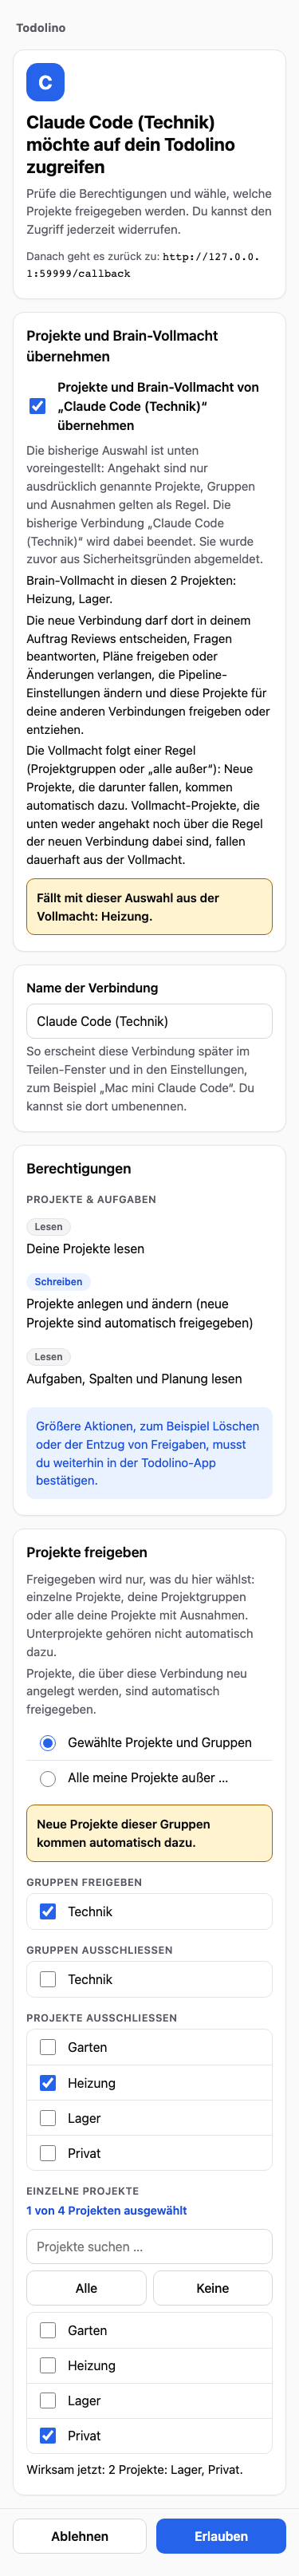 Todolino
C
Claude Code (Technik)
möchte auf dein Todolino
zugreifen
Prüfe die Berechtigungen und wähle, welche
Projekte freigegeben werden. Du kannst den
Zugriff jederzeit widerrufen.
Danach geht es zurück zu: http://127.0.0.
1:59999/callback
Projekte und Brain-Vollmacht
übernehmen
Projekte und Brain-Vollmacht von
„Claude Code (Technik)“
übernehmen
Die bisherige Auswahl ist unten
voreingestellt: Angehakt sind nur
ausdrücklich genannte Projekte, Gruppen
und Ausnahmen gelten als Regel. Die
bisherige Verbindung „Claude Code
(Technik)“ wird dabei beendet. Sie wurde
zuvor aus Sicherheitsgründen abgemeldet.
Brain-Vollmacht in diesen 2 Projekten:
Heizung, Lager.
Die neue Verbindung darf dort in deinem
Auftrag Reviews entscheiden, Fragen
beantworten, Pläne freigeben oder
Änderungen verlangen, die Pipeline-
Einstellungen ändern und diese Projekte für
deine anderen Verbindungen freigeben oder
entziehen.
Die Vollmacht folgt einer Regel
(Projektgruppen oder „alle außer“): Neue
Projekte, die darunter fallen, kommen
automatisch dazu. Vollmacht-Projekte, die
unten weder angehakt noch über die Regel
der neuen Verbindung dabei sind, fallen
dauerhaft aus der Vollmacht.
Fällt mit dieser Auswahl aus der
Vollmacht: Heizung.
Name der Verbindung
Claude Code (Technik)
So erscheint diese Verbindung später im
Teilen-Fenster und in den Einstellungen,
zum Beispiel „Mac mini Claude Code“. Du
kannst sie dort umbenennen.
Berechtigungen
PROJEKTE & AUFGABEN
Lesen
Deine Projekte lesen
Schreiben
Projekte anlegen und ändern (neue
Projekte sind automatisch freigegeben)
Lesen
Aufgaben, Spalten und Planung lesen
Größere Aktionen, zum Beispiel Löschen
oder der Entzug von Freigaben, musst
du weiterhin in der Todolino-App
bestätigen.
Projekte freigeben
Freigegeben wird nur, was du hier wählst:
einzelne Projekte, deine Projektgruppen
oder alle deine Projekte mit Ausnahmen.
Unterprojekte gehören nicht automatisch
dazu.
Projekte, die über diese Verbindung neu
angelegt werden, sind automatisch
freigegeben.
Gewählte Projekte und Gruppen
Alle meine Projekte außer …
Neue Projekte dieser Gruppen
kommen automatisch dazu.
GRUPPEN FREIGEBEN
Technik
GRUPPEN AUSSCHLIESSEN
Technik
PROJEKTE AUSSCHLIESSEN
Garten
Heizung
Lager
Privat
EINZELNE PROJEKTE
1 von 4 Projekten ausgewählt
Projekte suchen …
Alle
Keine
Garten
Heizung
Lager
Privat
Wirksam jetzt: 2 Projekte: Lager, Privat.
Ablehnen
Erlauben